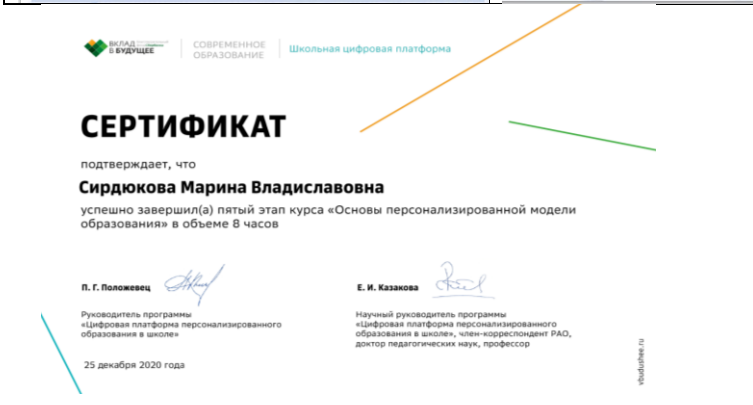 ВКЛАД
В БУДУЩЕЕ
СОВРЕМЕННОЕ
ОБРАЗОВАНИЕ
Школьная цифровая платформа
СЕРТИФИКАТ
подтверждает, что
Сирдюкова Марина Владиславовна
успешно завершил(а) пятый этап курса «Основы персонализированной модели
образования» в объеме 8 часов
П. Г. Положевец
Руководитель программы
«Цифровая платформа персонализированного
образования в школе»
Е. И. Казакова
Научный руководитель программы
«Цифровая платформа персонализированного
образования в школе», член-корреспондент РАО,
доктор педагогических наук, профессор
25 декабря 2020 года
vbudushee.ru